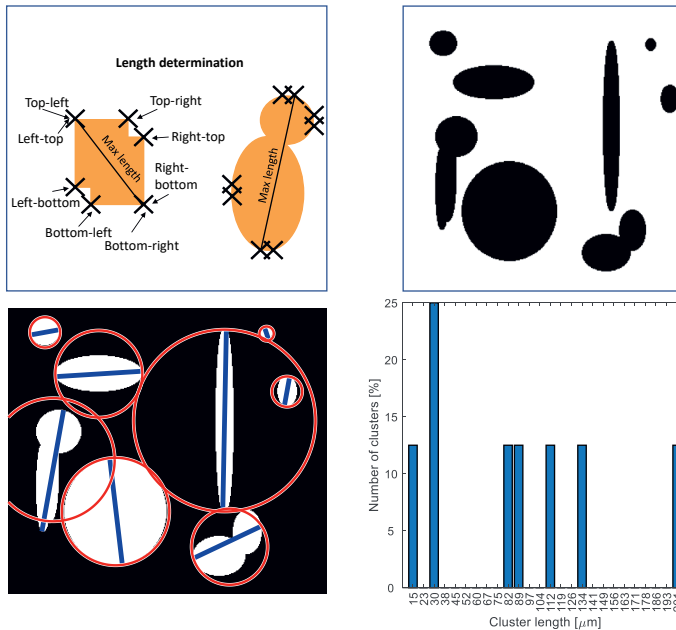 Length determination
Top-left
Top-right
Left-top
Right-top
Max length
Right-
bottom
Left-bottom
Bottom-left
Bottom-right
Max length
25
20
15
10
5
0
Number of clusters [%]
15
23
30
38
45
52
60
67
75
82
89
97
104
112
119
126
134
141
149
156
163
171
178
186
193
Cluster length [μm]